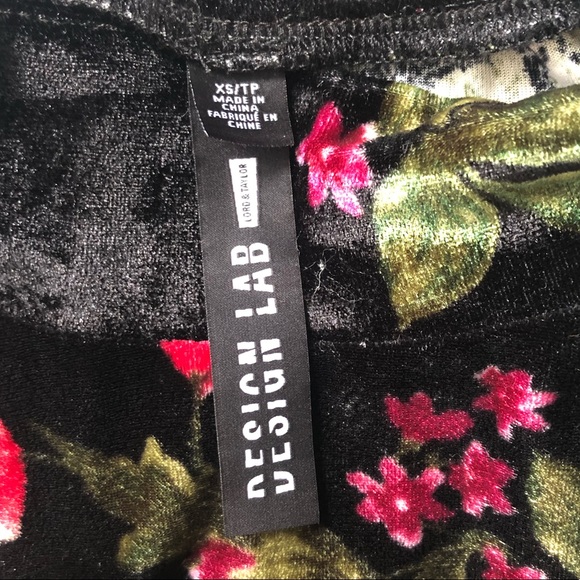 XS/TP
MADE IN
CHINA
FABRIQUÉ EN
CHINE
LORD & TAYLOR
DESIGN LAB
DESIGN LAB